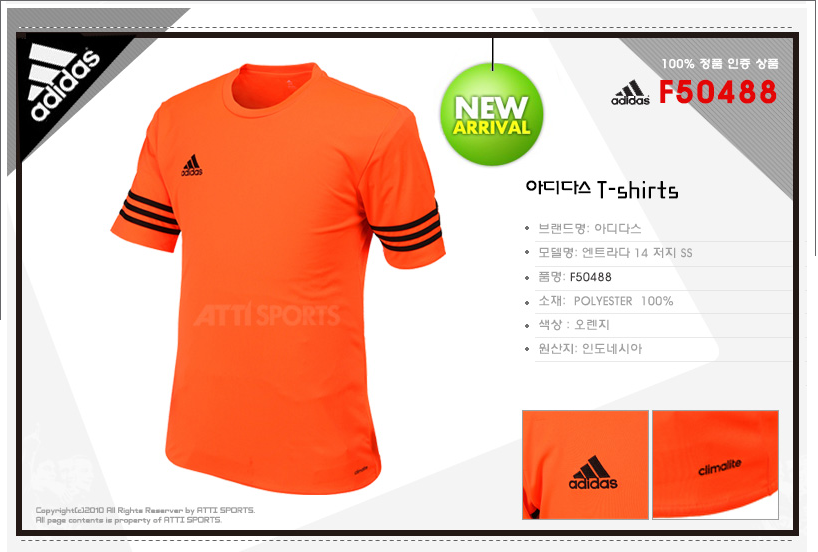 adidas
100% 정품 인증 상품
adidas F50488
NEW
ARRIVAL
adidas
아디다스 T-shirts
브랜드명: 아디다스
모델명: 엔트라다 14 저지 SS
품명: F50488
소재: POLYESTER 100%
색상 : 오렌지
원산지: 인도네시아
ATTI SPORTS
climalite
adidas
climalite
Copyright(c)2010 All Rights Reserver by ATTI SPORTS.
All page contents is property of ATTI SPORTS.